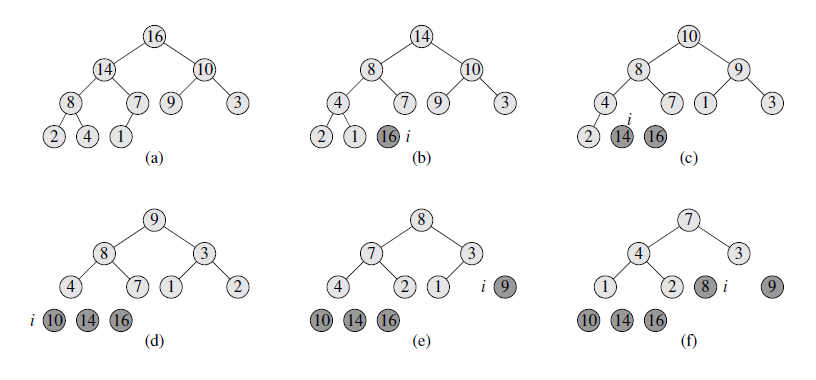 16 14 10
14 10 8 10 8 9
8 7 9 3 4 7 9 3 4 7 1 3
i
2 4 1 2 1 16 i 2 14 16
(a) (b) (c)
9 8 7
8 3 7 3 4 3
4 7 1 2 4 2 1 i 9 1 2 8 i 9
i 10 14 16 10 14 16 10 14 16
(d) (e) (f)